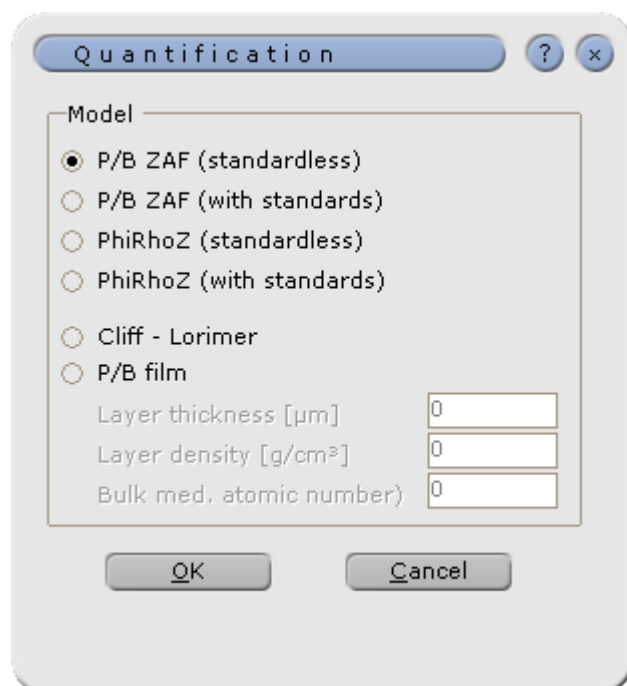 Quantification ? ×
Model
P/B ZAF (standardless)
P/B ZAF (with standards)
PhiRhoZ (standardless)
PhiRhoZ (with standards)
Cliff - Lorimer
P/B film
Layer thickness [µm] 0
Layer density [g/cm³] 0
Bulk med. atomic number) 0
OK Cancel